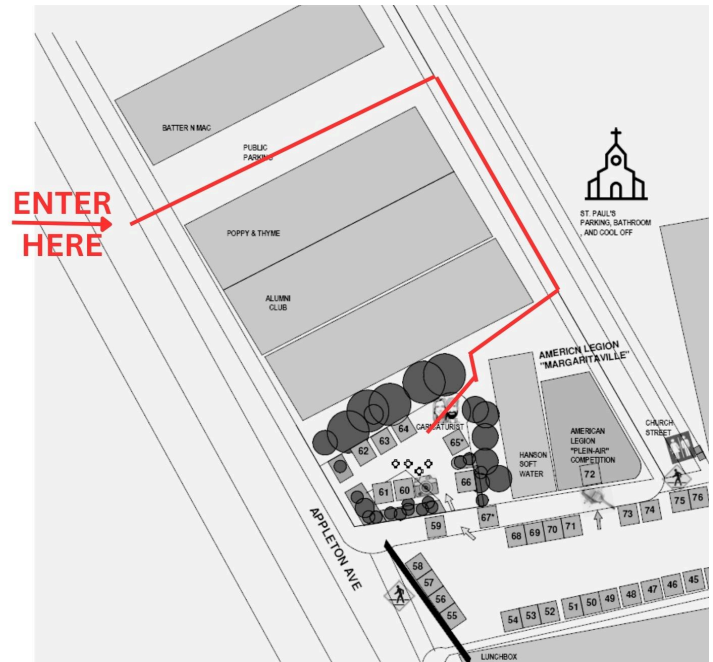 BATTER N MAC
PUBLIC
PARKING
ENTER
HERE
POPPY & THYME
ALUMNI
CLUB
ST. PAUL'S
PARKING, BATHROOM
, AND COOL OFF
AMERICN LEGION
"MARGARITAVILLE"
CARICATURIST
64
63
62
65*
66
61
60
59
67*
HANSON
SOFT
WATER
AMERICAN
LEGION
"PLEIN-AIR"
COMPETITION
72
CHURCH
STREET
68 69 70 71
73 74
75 76
APPLETON AVE
58
57
56
55
54 53 52 51 50 49 48 47 46 45
LUNCHBOX